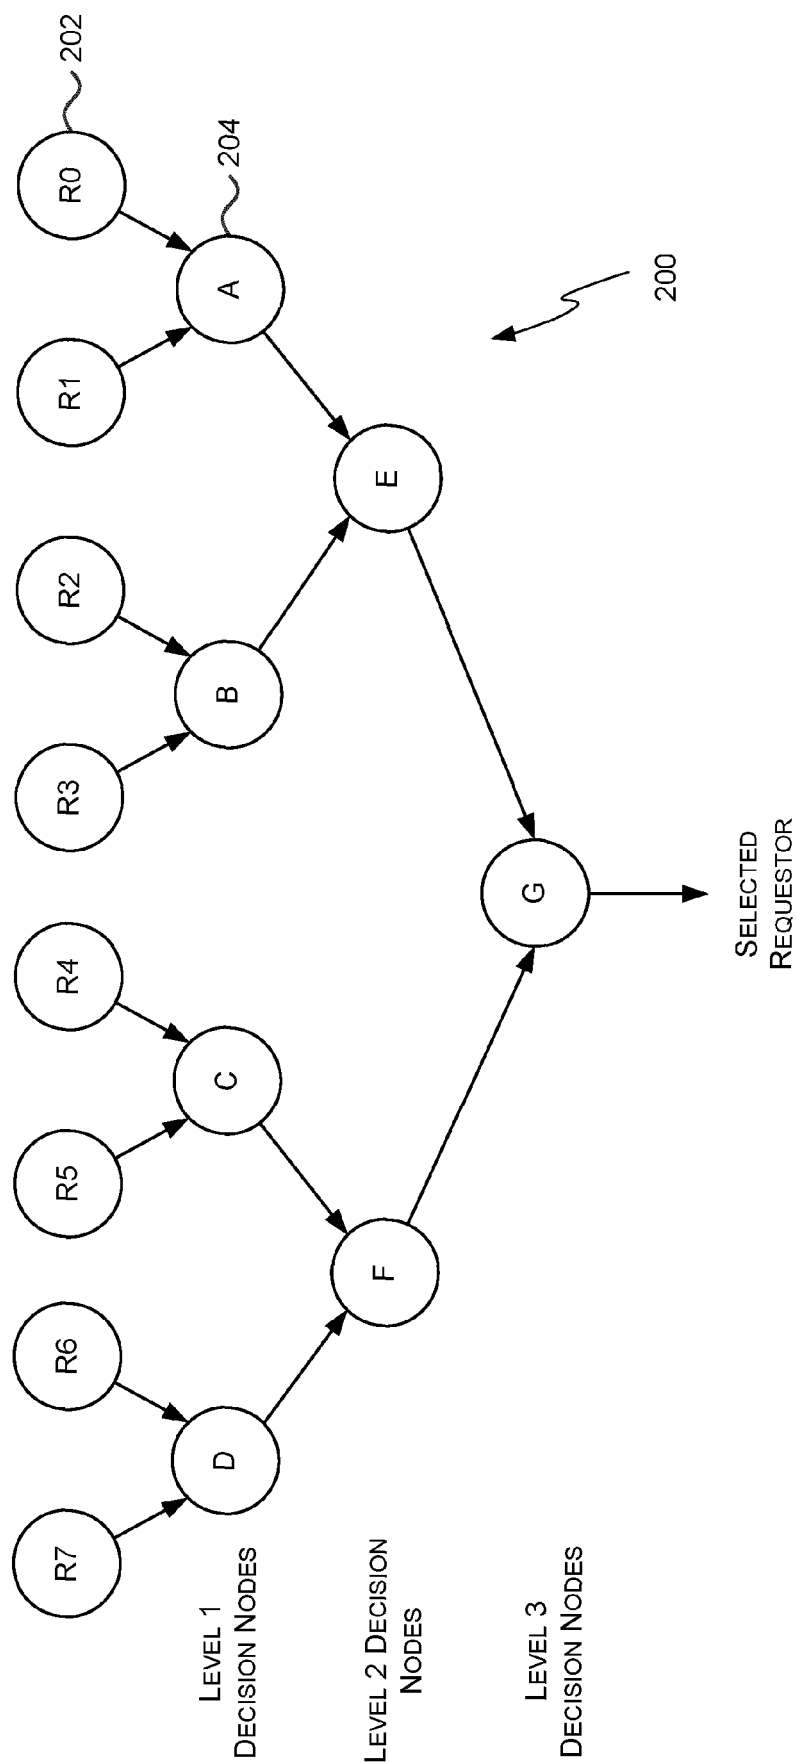 R7
R6
R5
R4
R3
R2
R1
R0
202
LEVEL 1
DECISION NODES
D
C
B
A
204
LEVEL 2 DECISION
NODES
F
E
LEVEL 3
DECISION NODES
G
200
SELECTED
REQUESTOR